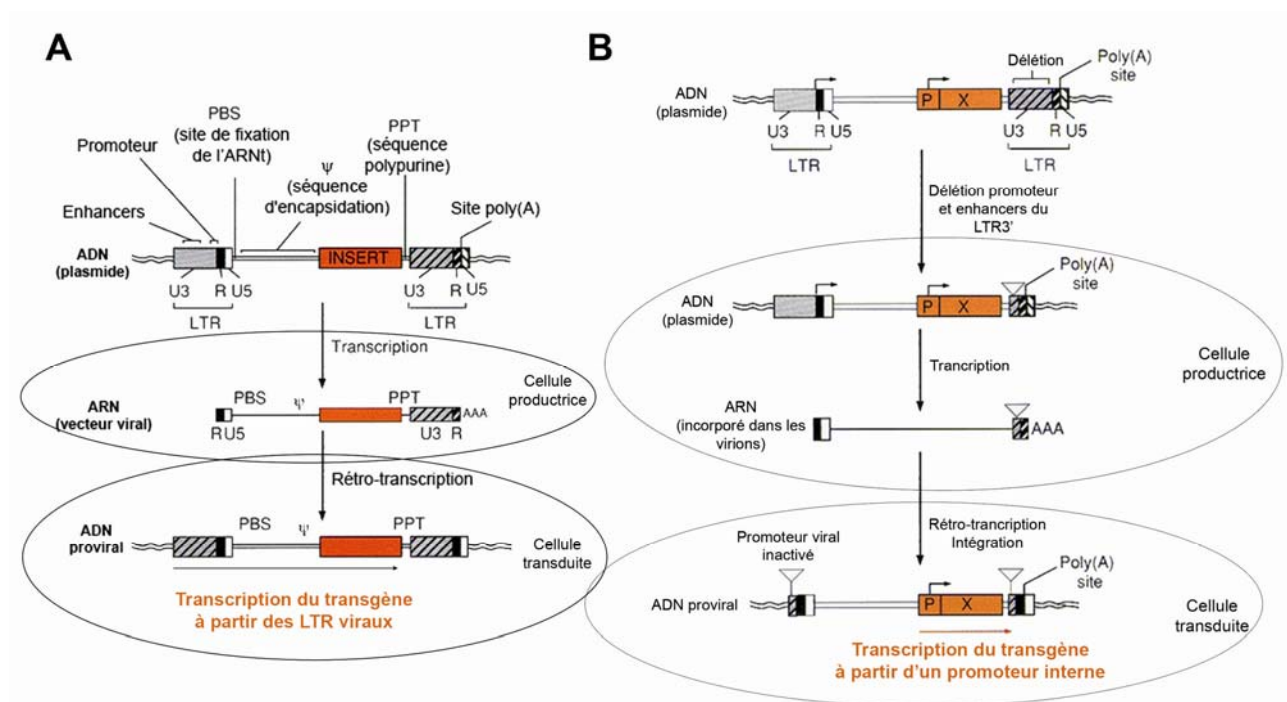 A
PBS
(site de fixation
de l'ARNt)
PPT
(séquence
polypurine)
Promoteur
Ψ
(séquence
d'encapsidation)
Enhancers
Site poly(A)
ADN
(plasmide)
INSERT
U3 R U5
U3 R U5
LTR
LTR
Transcription
Cellule
productrice
ARN
(vecteur viral)
PBS
Ψ
PPT
AAA
R U5
U3 R
Rétro-transcription
ADN
proviral
PBS
Ψ
PPT
Cellule
transduite
Transcription du transgène
à partir des LTR viraux
B
Délétion
Poly(A)
site
ADN
(plasmide)
P X
U3 R U5
U3 R U5
LTR
LTR
Délétion promoteur
et enhancers du
LTR3'
Poly(A)
site
ADN
(plasmide)
P X
Trancription
Cellule
productrice
ARN
(incorporé dans les
virions)
AAA
Rétro-trancription
Intégration
Promoteur viral
inactivé
Poly(A)
site
ADN proviral
P X
Cellule
transduite
Transcription du transgène
à partir d'un promoteur interne